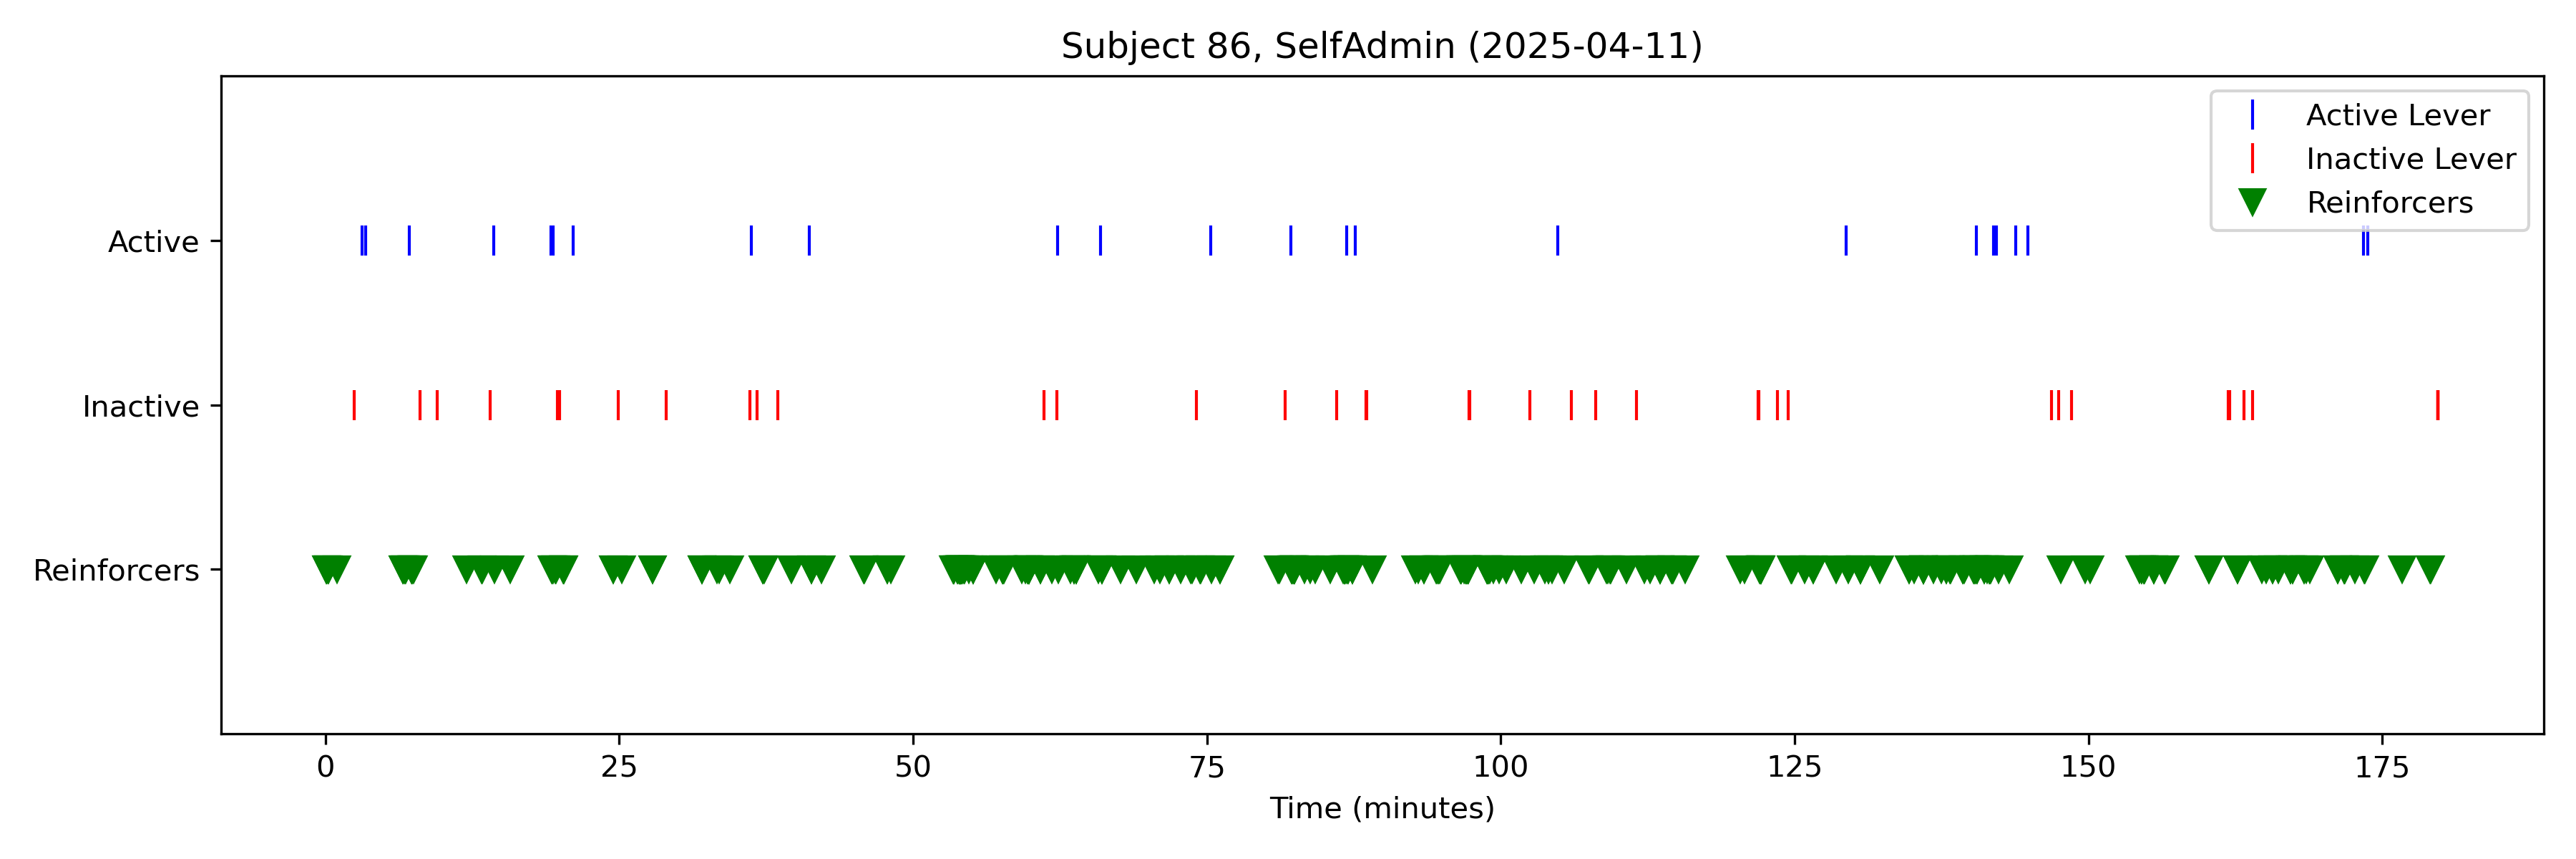 Subject 86, SelfAdmin (2025-04-11)
Active Lever
Inactive Lever
Reinforcers
Active
Inactive
Reinforcers
0 25 50 75 100 125 150 175
Time (minutes)